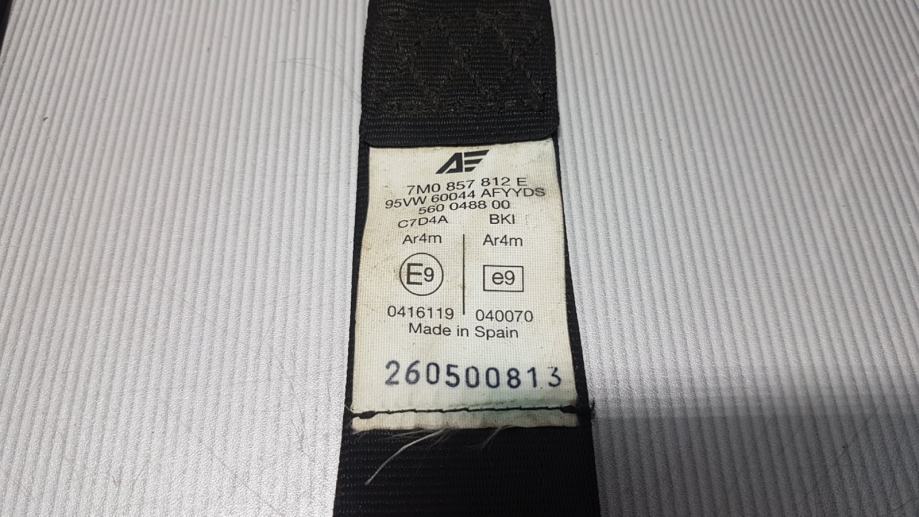 AE
7M0 857 812 E
95VW 60044 AFYYDS
560 0488 00
C7D4A BKI
Ar4m Ar4m
E9 e9
0416119 040070
Made in Spain
260500813